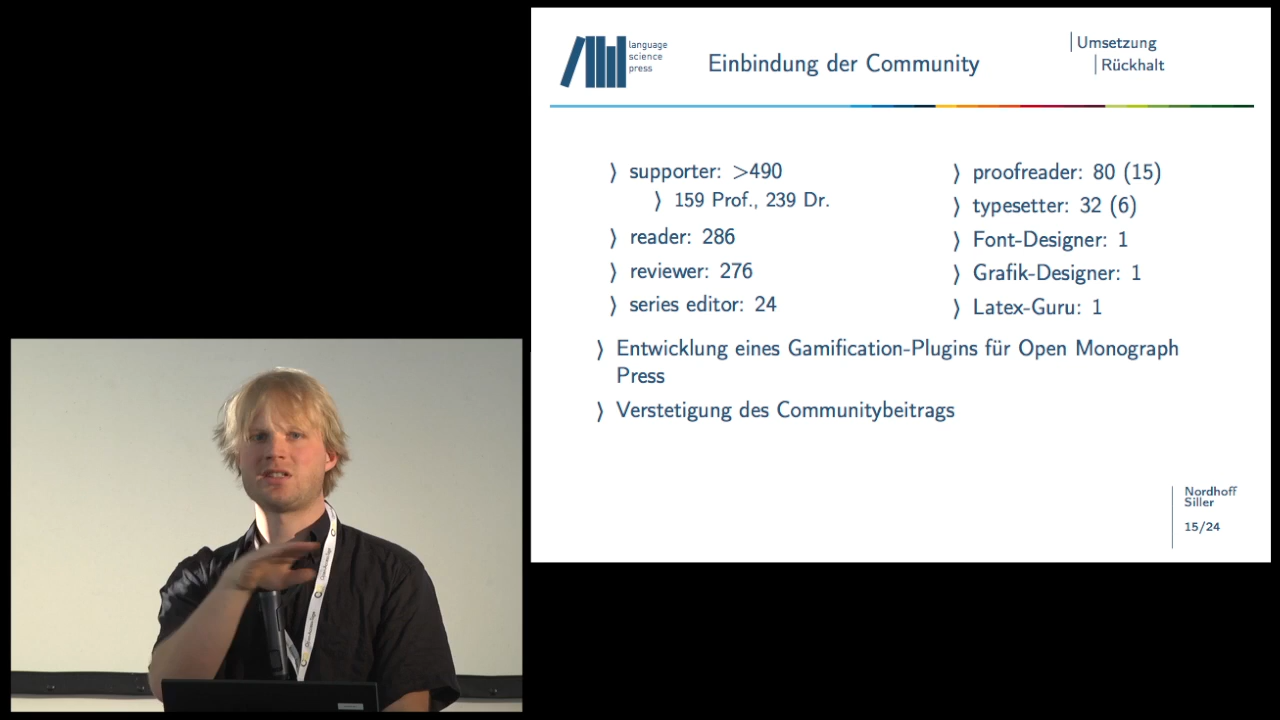 language
science
press
Einbindung der Community
Umsetzung
Rückhalt
⟩ supporter: >490
⟩ 159 Prof., 239 Dr.
⟩ reader: 286
⟩ reviewer: 276
⟩ series editor: 24
⟩ proofreader: 80 (15)
⟩ typesetter: 32 (6)
⟩ Font-Designer: 1
⟩ Grafik-Designer: 1
⟩ Latex-Guru: 1
⟩ Entwicklung eines Gamification-Plugins für Open Monograph
Press
⟩ Verstetigung des Communitybeitrags
Nordhoff
Siller
15/24